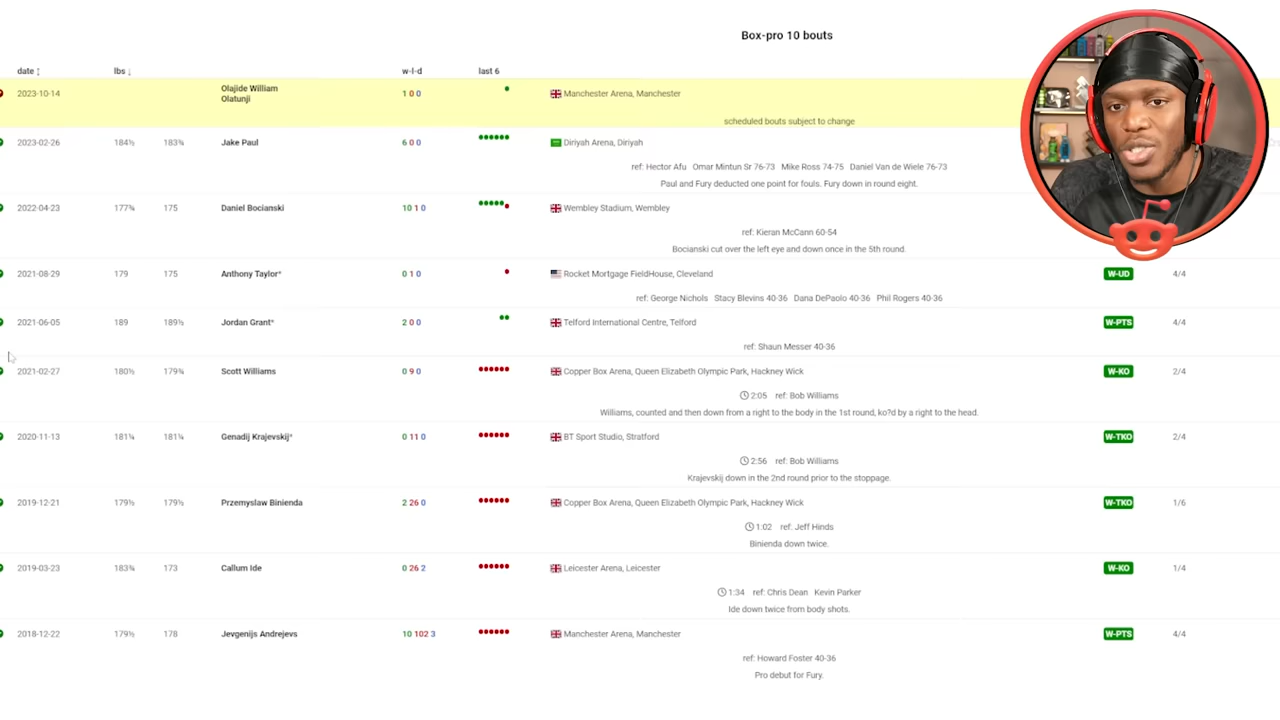 Box-pro 10 bouts
date lbs w-l-d last 6
2023-10-14 Olajide William Olatunji 1 0 0 Manchester Arena, Manchester
scheduled bouts subject to change
2023-02-26 184½ 183¾ Jake Paul 6 0 0 Diriyah Arena, Diriyah
ref: Hector Afu Omar Mintun Sr 76-73 Mike Ross 74-75 Daniel Van de Wiele 76-73
Paul and Fury deducted one point for fouls. Fury down in round eight.
2022-04-23 177¾ 175 Daniel Bocianski 10 1 0 Wembley Stadium, Wembley
ref: Kieran McCann 60-54
Bocianski cut over the left eye and down once in the 5th round.
2021-08-29 179 175 Anthony Taylor* 0 1 0 Rocket Mortgage FieldHouse, Cleveland W-UD 4/4
ref: George Nichols Stacy Blevins 40-36 Dana DePaolo 40-36 Phil Rogers 40-36
2021-06-05 189 189½ Jordan Grant* 2 0 0 Telford International Centre, Telford W-PTS 4/4
ref: Shaun Messer 40-36
2021-02-27 180½ 179¾ Scott Williams 0 9 0 Copper Box Arena, Queen Elizabeth Olympic Park, Hackney Wick W-KO 2/4
2:05 ref: Bob Williams
Williams, counted and then down from a right to the body in the 1st round, ko?d by a right to the head.
2020-11-13 181¼ 181¼ Genadij Krajevskij* 0 11 0 BT Sport Studio, Stratford W-TKO 2/4
2:56 ref: Bob Williams
Krajevskij down in the 2nd round prior to the stoppage.
2019-12-21 179½ 179½ Przemyslaw Binienda 2 26 0 Copper Box Arena, Queen Elizabeth Olympic Park, Hackney Wick W-TKO 1/6
1:02 ref: Jeff Hinds
Binienda down twice.
2019-03-23 183¾ 173 Callum Ide 0 26 2 Leicester Arena, Leicester W-KO 1/4
1:34 ref: Chris Dean Kevin Parker
Ide down twice from body shots.
2018-12-22 179½ 178 Jevgenijs Andrejevs 10 102 3 Manchester Arena, Manchester W-PTS 4/4
ref: Howard Foster 40-36
Pro debut for Fury.